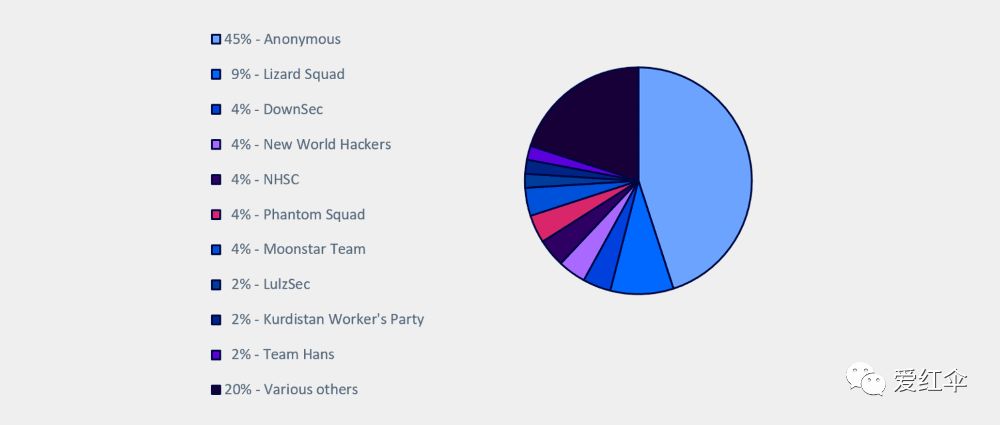 45% - Anonymous
9% - Lizard Squad
4% - DownSec
4% - New World Hackers
4% - NHSC
4% - Phantom Squad
4% - Moonstar Team
2% - LulzSec
2% - Kurdistan Worker's Party
2% - Team Hans
20% - Various others
爱红伞